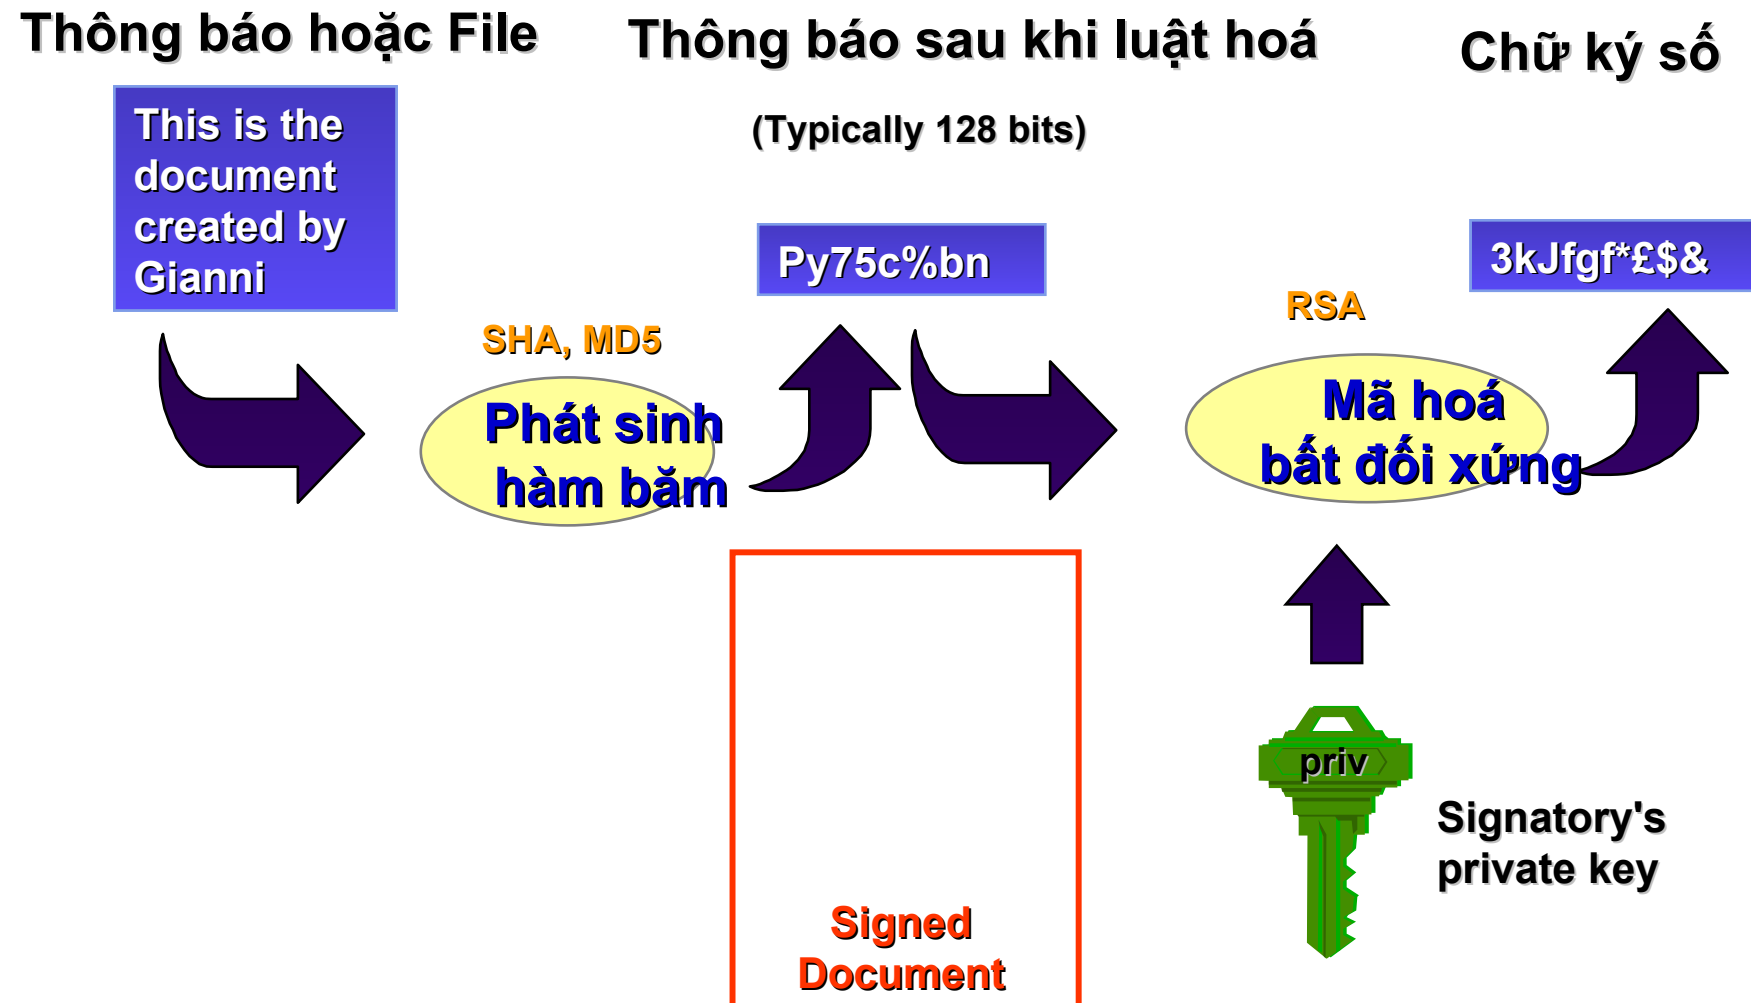 Thông báo hoặc File
Thông báo sau khi luật hoá
Chữ ký số
This is the
document
created by
Gianni
(Typically 128 bits)
Py75c%bn
3kJfgf*£$&
SHA, MD5
RSA
Phát sinh
hàm băm
Mã hoá
bất đối xứng
priv
Signatory's
private key
Signed
Document